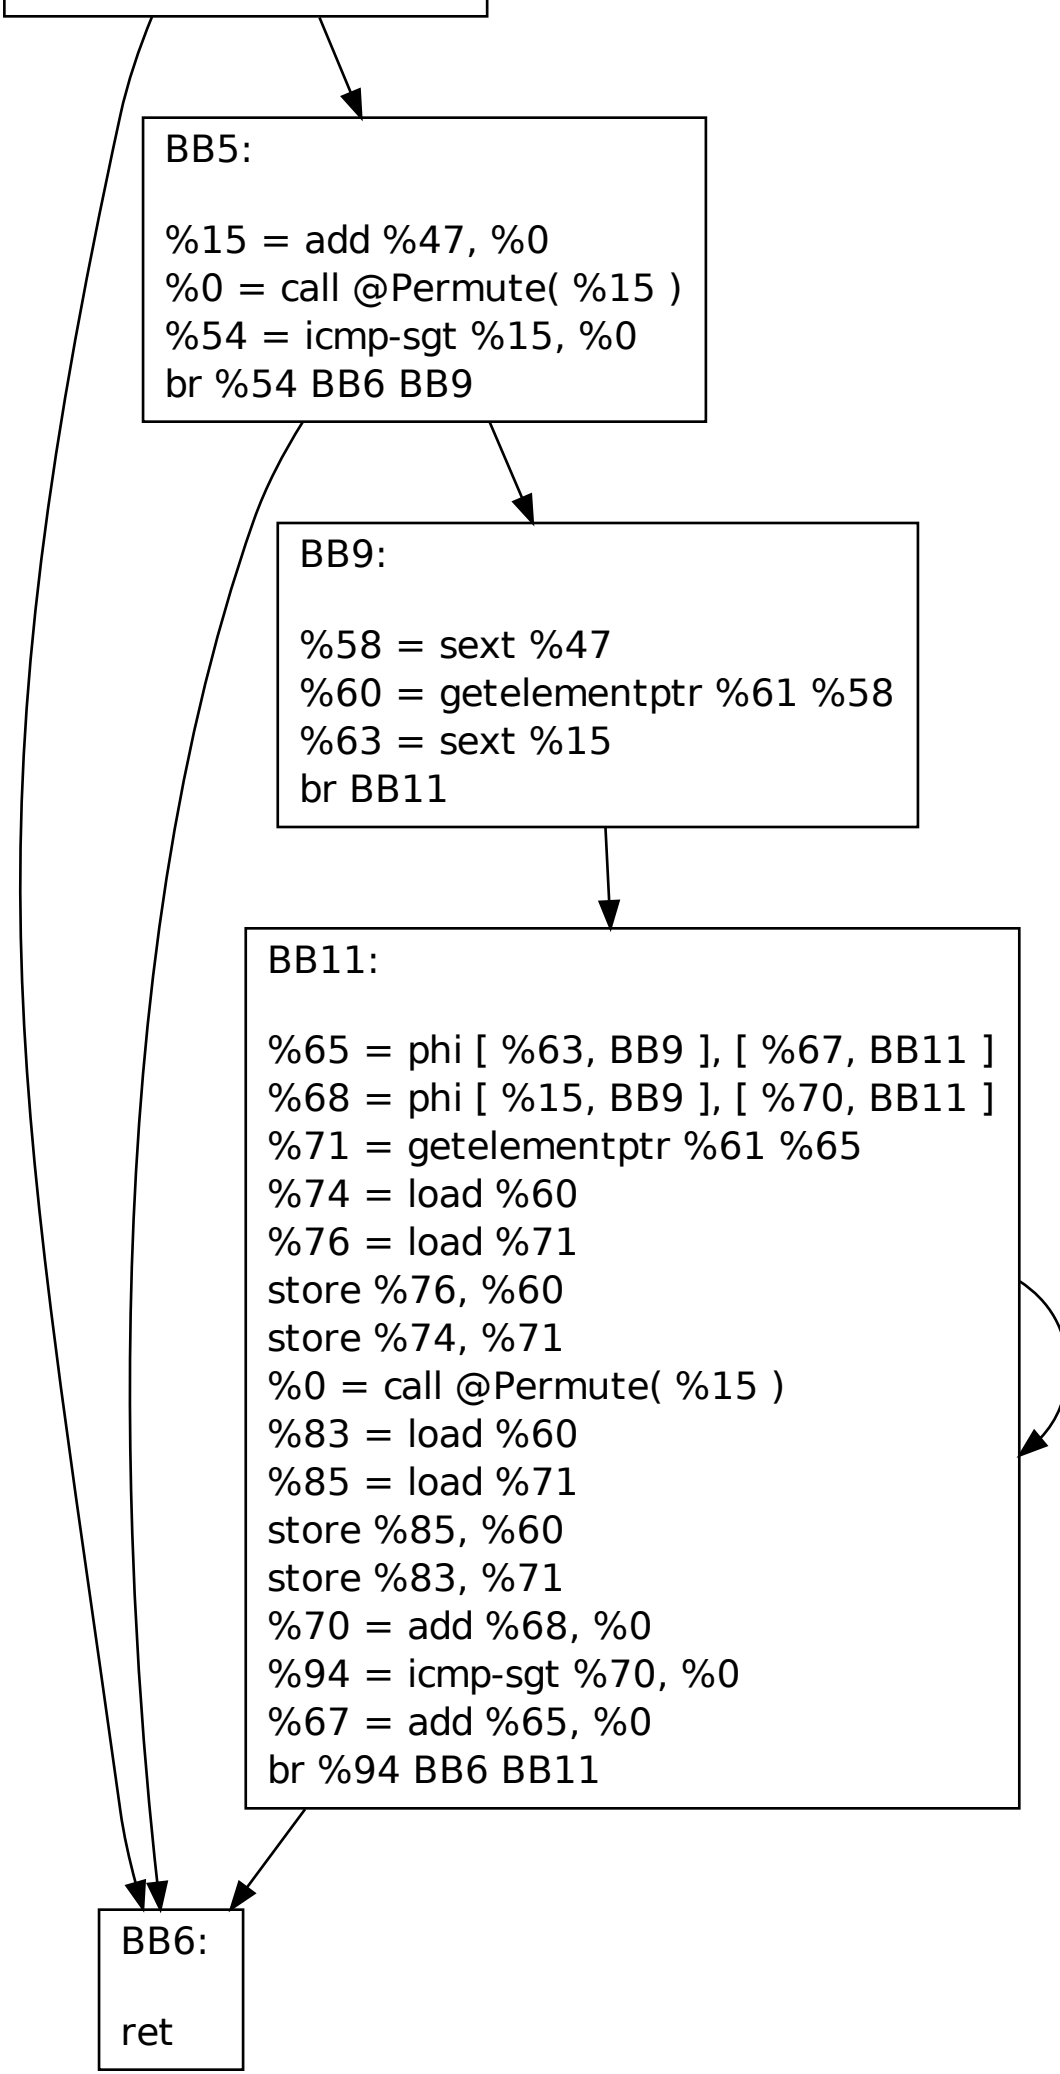 BB5:
%15 = add %47, %0
%0 = call @Permute( %15 )
%54 = icmp-sgt %15, %0
br %54 BB6 BB9
BB9:
%58 = sext %47
%60 = getelementptr %61 %58
%63 = sext %15
br BB11
BB11:
%65 = phi [ %63, BB9 ], [ %67, BB11 ]
%68 = phi [ %15, BB9 ], [ %70, BB11 ]
%71 = getelementptr %61 %65
%74 = load %60
%76 = load %71
store %76, %60
store %74, %71
%0 = call @Permute( %15 )
%83 = load %60
%85 = load %71
store %85, %60
store %83, %71
%70 = add %68, %0
%94 = icmp-sgt %70, %0
%67 = add %65, %0
br %94 BB6 BB11
BB6:
ret